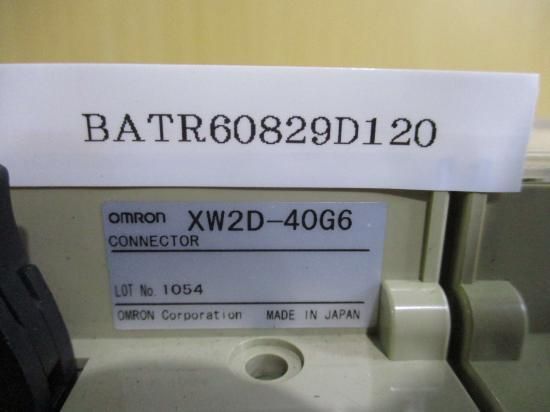 BATR60829D120
omron XW2D-40G6
CONNECTOR
LOT No. 1054
OMRON Corporation MADE IN JAPAN